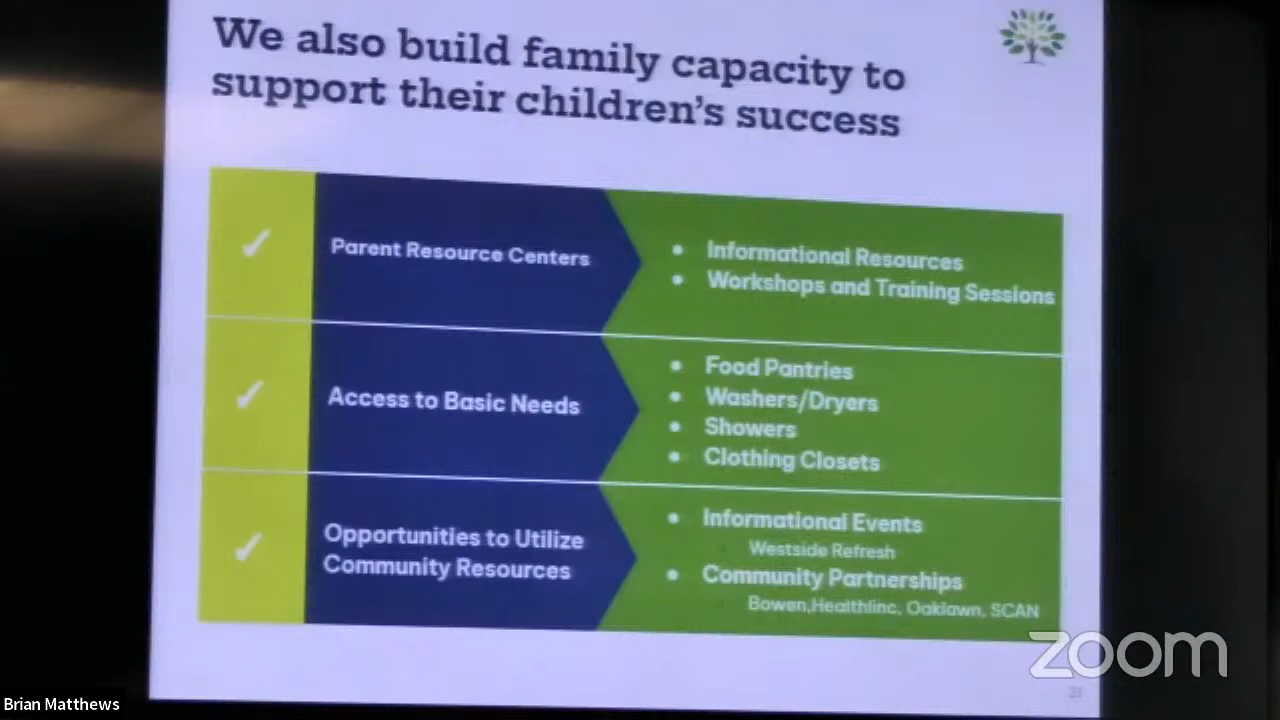 We also build family capacity to
support their children's success
✓
Parent Resource Centers
• Informational Resources
• Workshops and Training Sessions
✓
Access to Basic Needs
• Food Pantries
• Washers/Dryers
• Showers
• Clothing Closets
✓
Opportunities to Utilize
Community Resources
• Informational Events
Westside Refresh
• Community Partnerships
Bowen,Healthlinc, Oaklawn, SCAN
zoom
Brian Matthews